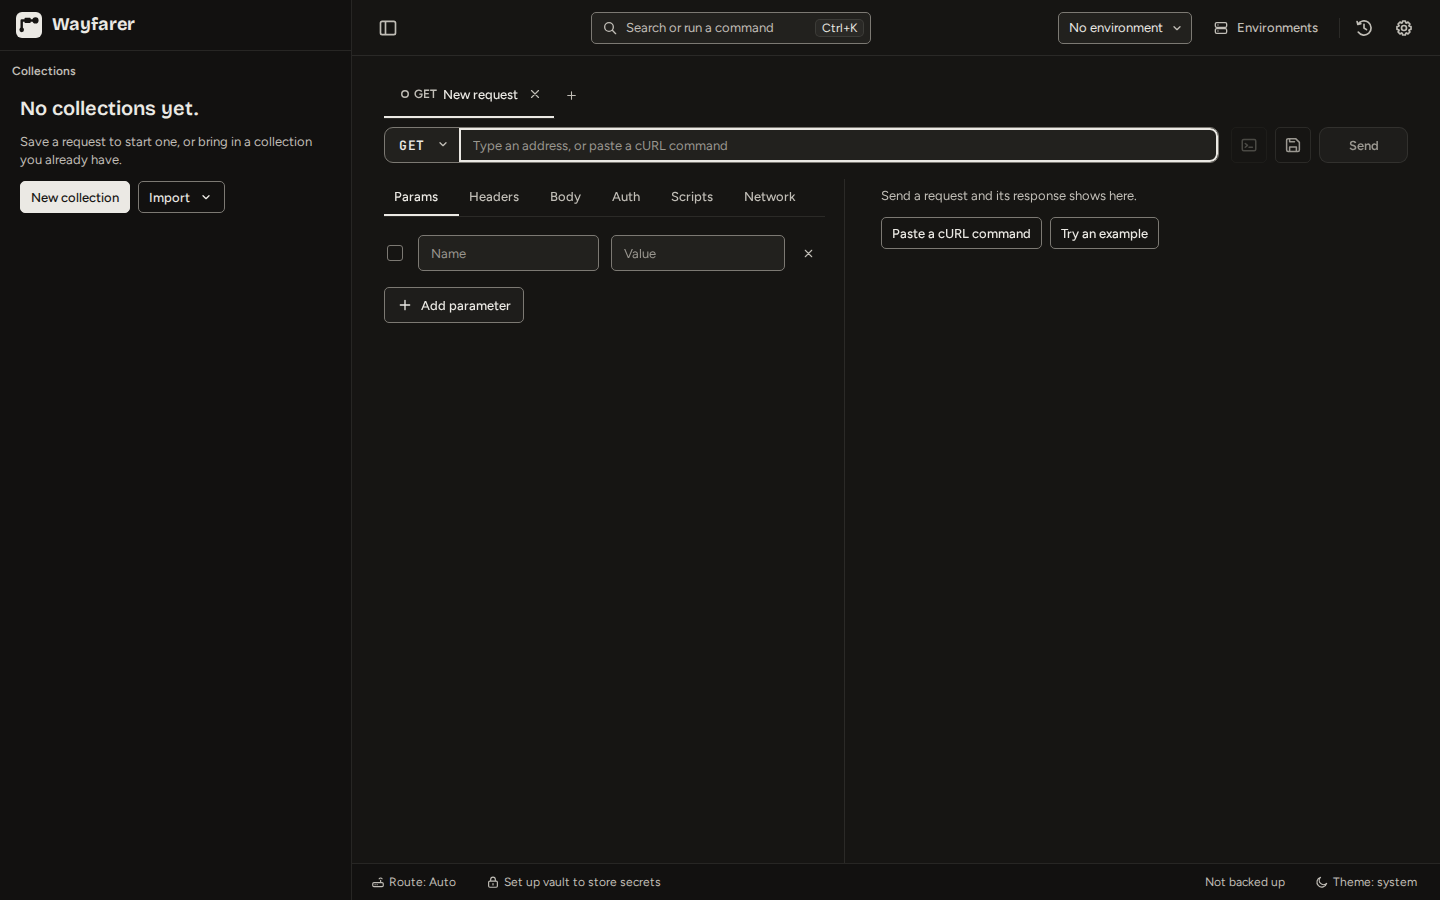 Wayfarer
Search or run a command
Ctrl+K
No environment
Environments
Collections
No collections yet.
Save a request to start one, or bring in a collection
you already have.
New collection
Import
GET New request
GET
Type an address, or paste a cURL command
Send
Params
Headers
Body
Auth
Scripts
Network
Name
Value
Add parameter
Send a request and its response shows here.
Paste a cURL command
Try an example
Route: Auto
Set up vault to store secrets
Not backed up
Theme: system